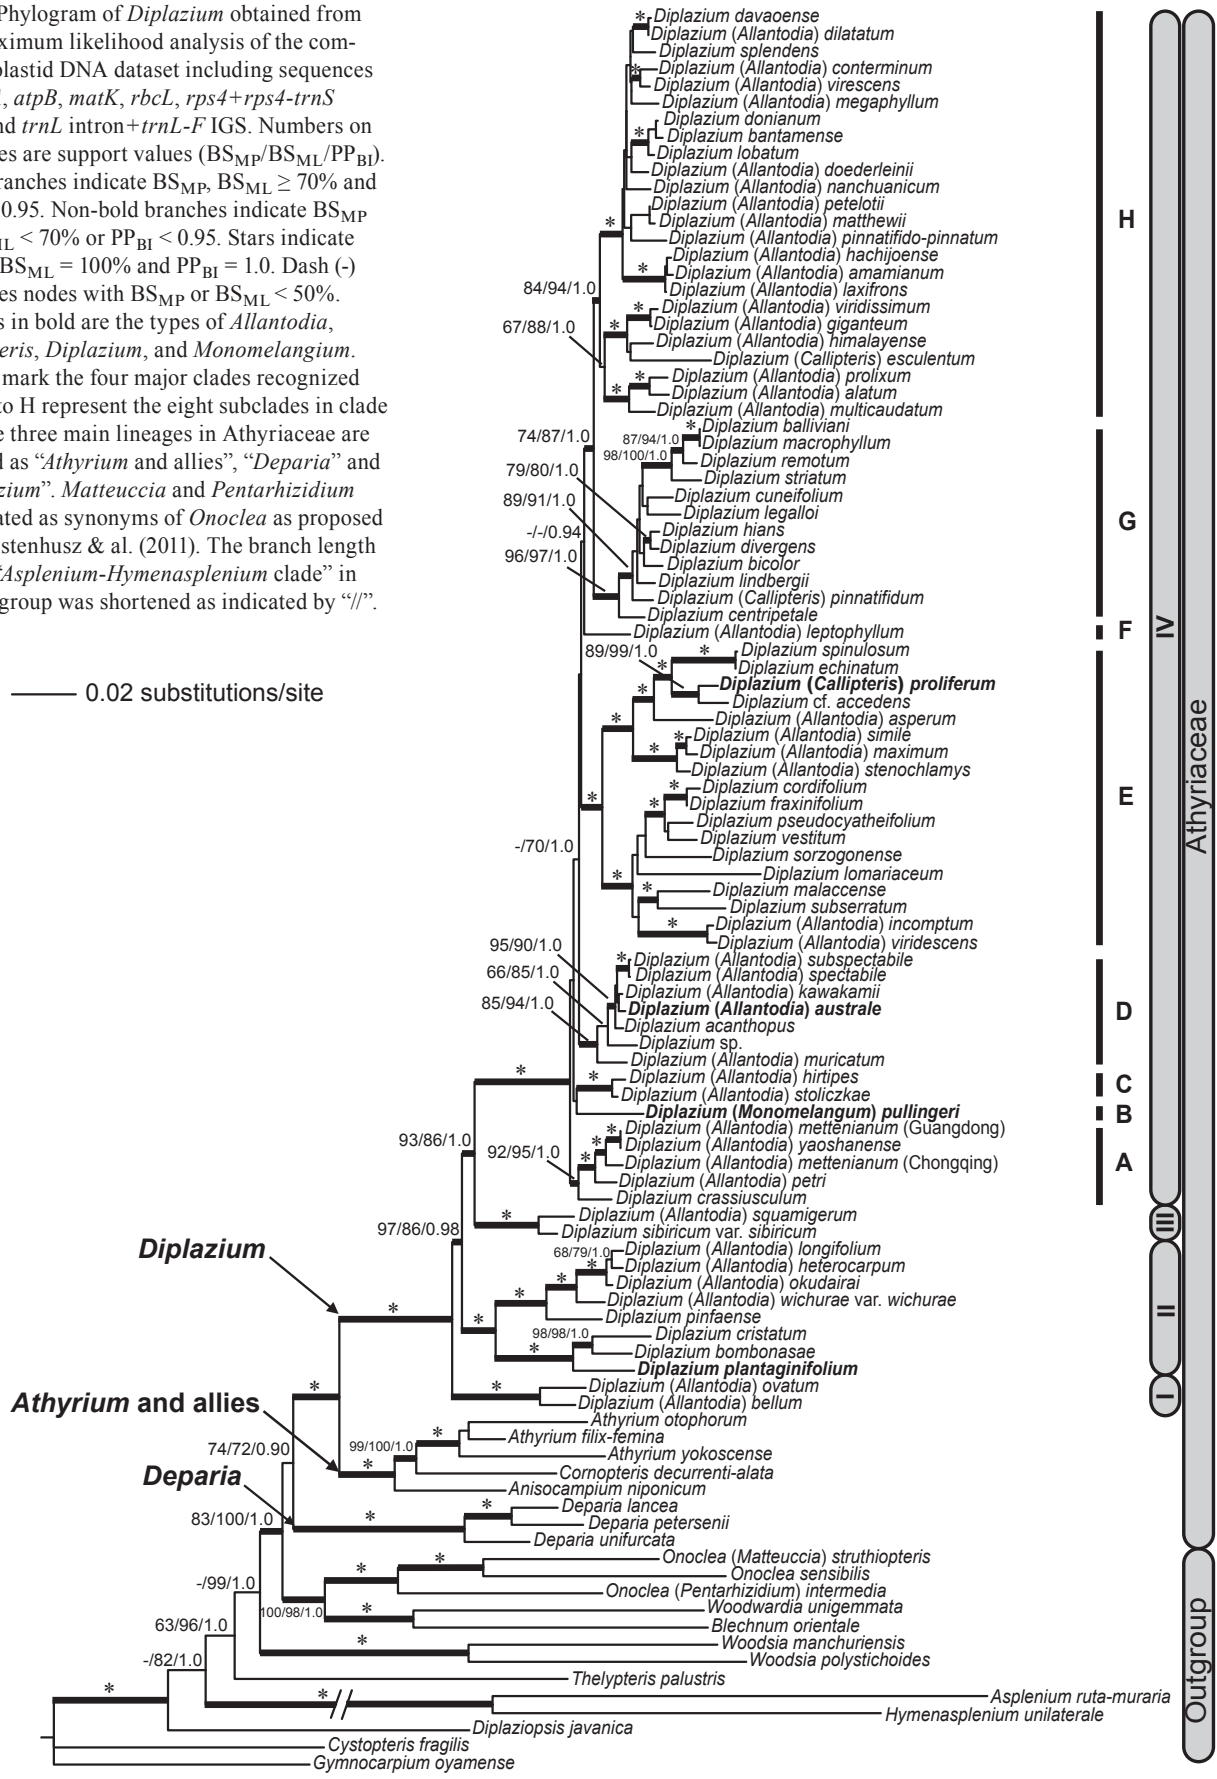 Phylogram of Diplazium obtained from
ximum likelihood analysis of the com-
plastid DNA dataset including sequences
, atpB, matK, rbcL, rps4+rps4-trnS
nd trnL intron+trnL-F IGS. Numbers on
es are support values (BSMP/BSML/PPBI).
ranches indicate BSMP, BSML ≥ 70% and
0.95. Non-bold branches indicate BSMP
ML < 70% or PPBI < 0.95. Stars indicate
BSML = 100% and PPBI = 1.0. Dash (-)
es nodes with BSMP or BSML < 50%.
s in bold are the types of Allantodia,
eris, Diplazium, and Monomelangium.
mark the four major clades recognized
to H represent the eight subclades in clade
e three main lineages in Athyriaceae are
d as “Athyrium and allies”, “Deparia” and
zium”. Matteuccia and Pentarhizidium
ated as synonyms of Onoclea as proposed
stenhusz & al. (2011). The branch length
“Asplenium-Hymenasplenium clade” in
group was shortened as indicated by “//”.
0.02 substitutions/site
Diplazium davaoense
Diplazium (Allantodia) dilatatum
Diplazium splendens
Diplazium (Allantodia) conterminum
Diplazium (Allantodia) virescens
Diplazium (Allantodia) megaphyllum
Diplazium donianum
Diplazium bantamense
Diplazium lobatum
Diplazium (Allantodia) doederleinii
Diplazium (Allantodia) nanchuanicum
Diplazium (Allantodia) petelotii
Diplazium (Allantodia) matthewii
Diplazium (Allantodia) pinnatifido-pinnatum
Diplazium (Allantodia) hachijoense
Diplazium (Allantodia) amamianum
Diplazium (Allantodia) laxifrons
Diplazium (Allantodia) viridissimum
Diplazium (Allantodia) giganteum
Diplazium (Allantodia) himalayense
Diplazium (Callipteris) esculentum
Diplazium (Allantodia) prolixum
Diplazium (Allantodia) alatum
Diplazium (Allantodia) multicaudatum
H
84/94/1.0
67/88/1.0
Diplazium balliviani
Diplazium macrophyllum
Diplazium remotum
Diplazium striatum
Diplazium cuneifolium
Diplazium legalloi
Diplazium hians
Diplazium divergens
Diplazium bicolor
Diplazium lindbergii
Diplazium (Callipteris) pinnatifidum
Diplazium centripetale
G
74/87/1.0
87/94/1.0
98/100/1.0
79/80/1.0
89/91/1.0
-/-/0.94
96/97/1.0
Diplazium (Allantodia) leptophyllum
F
IV
89/99/1.0
Diplazium spinulosum
Diplazium echinatum
Diplazium (Callipteris) proliferum
Diplazium cf. accedens
Diplazium (Allantodia) asperum
Diplazium (Allantodia) simile
Diplazium (Allantodia) maximum
Diplazium (Allantodia) stenochlamys
Diplazium cordifolium
Diplazium fraxinifolium
Diplazium pseudocyatheifolium
Diplazium vestitum
Diplazium sorzogonense
Diplazium lomariaceum
Diplazium malaccense
Diplazium subserratum
Diplazium (Allantodia) incomptum
Diplazium (Allantodia) viridescens
E
Athyriaceae
-/70/1.0
95/90/1.0
66/85/1.0
85/94/1.0
Diplazium (Allantodia) subspectabile
Diplazium (Allantodia) spectabile
Diplazium (Allantodia) kawakamii
Diplazium (Allantodia) australe
Diplazium acanthopus
Diplazium sp.
Diplazium (Allantodia) muricatum
D
Diplazium (Allantodia) hirtipes
Diplazium (Allantodia) stoliczkae
C
Diplazium (Monomelangum) pullingeri
B
Diplazium (Allantodia) mettenianum (Guangdong)
Diplazium (Allantodia) yaoshanense
Diplazium (Allantodia) mettenianum (Chongqing)
Diplazium (Allantodia) petri
Diplazium crassiusculum
A
93/86/1.0
92/95/1.0
Diplazium (Allantodia) squamigerum
Diplazium sibiricum var. sibiricum
III
97/86/0.98
Diplazium
68/79/1.0
Diplazium (Allantodia) longifolium
Diplazium (Allantodia) heterocarpum
Diplazium (Allantodia) okudairai
Diplazium (Allantodia) wichurae var. wichurae
Diplazium pinfaense
98/98/1.0
Diplazium cristatum
Diplazium bombonasae
Diplazium plantaginifolium
II
Diplazium (Allantodia) ovatum
Diplazium (Allantodia) bellum
I
Athyrium and allies
Athyrium otophorum
Athyrium filix-femina
Athyrium yokoscense
Cornopteris decurrenti-alata
Anisocampium niponicum
99/100/1.0
74/72/0.90
Deparia
Deparia lancea
Deparia petersenii
Deparia unifurcata
83/100/1.0
Onoclea (Matteuccia) struthiopteris
Onoclea sensibilis
Onoclea (Pentarhizidium) intermedia
-/99/1.0
100/98/1.0
Woodwardia unigemmata
Blechnum orientale
63/96/1.0
Woodsia manchuriensis
Woodsia polystichoides
-/82/1.0
Thelypteris palustris
Asplenium ruta-muraria
Hymenasplenium unilaterale
Diplaziopsis javanica
Cystopteris fragilis
Gymnocarpium oyamense
Outgroup